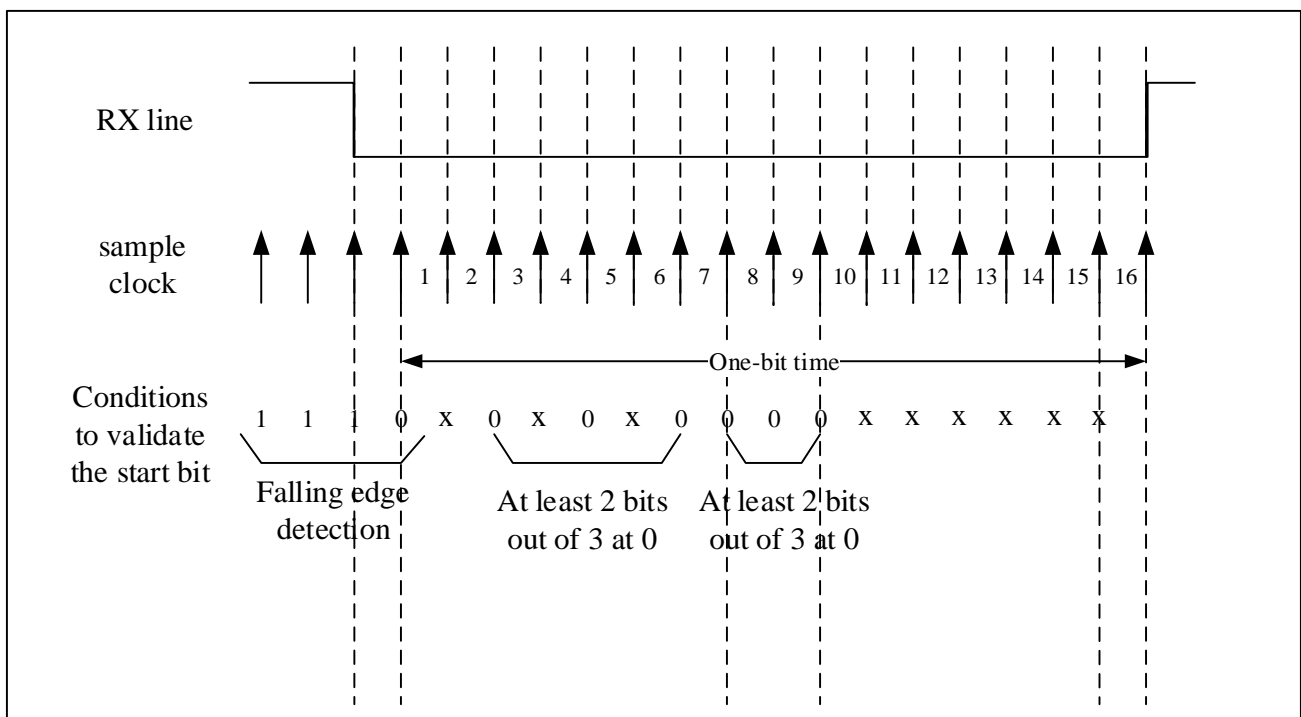 RX line
sample
clock
1 2 3 4 5 6 7 8 9 10 11 12 13 14 15 16
One-bit time
Conditions
to validate
the start bit
1 1 1 0 x 0 x 0 x 0 0 0 0 x x x x x x
Falling edge
detection
At least 2 bits
out of 3 at 0
At least 2 bits
out of 3 at 0